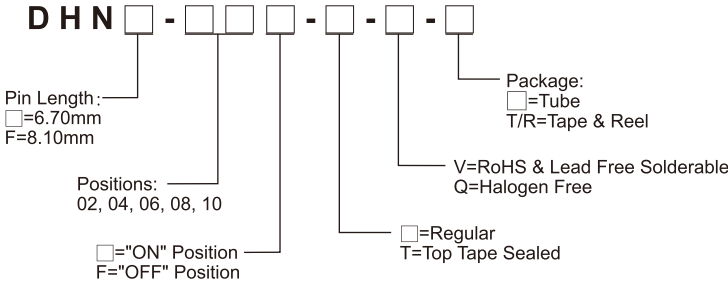 DHN□-□□□-□-□-□
Pin Length:
□=6.70mm
F=8.10mm
Positions:
02, 04, 06, 08, 10
□="ON" Position
F="OFF" Position
□=Regular
T=Top Tape Sealed
V=RoHS & Lead Free Solderable
Q=Halogen Free
Package:
□=Tube
T/R=Tape & Reel